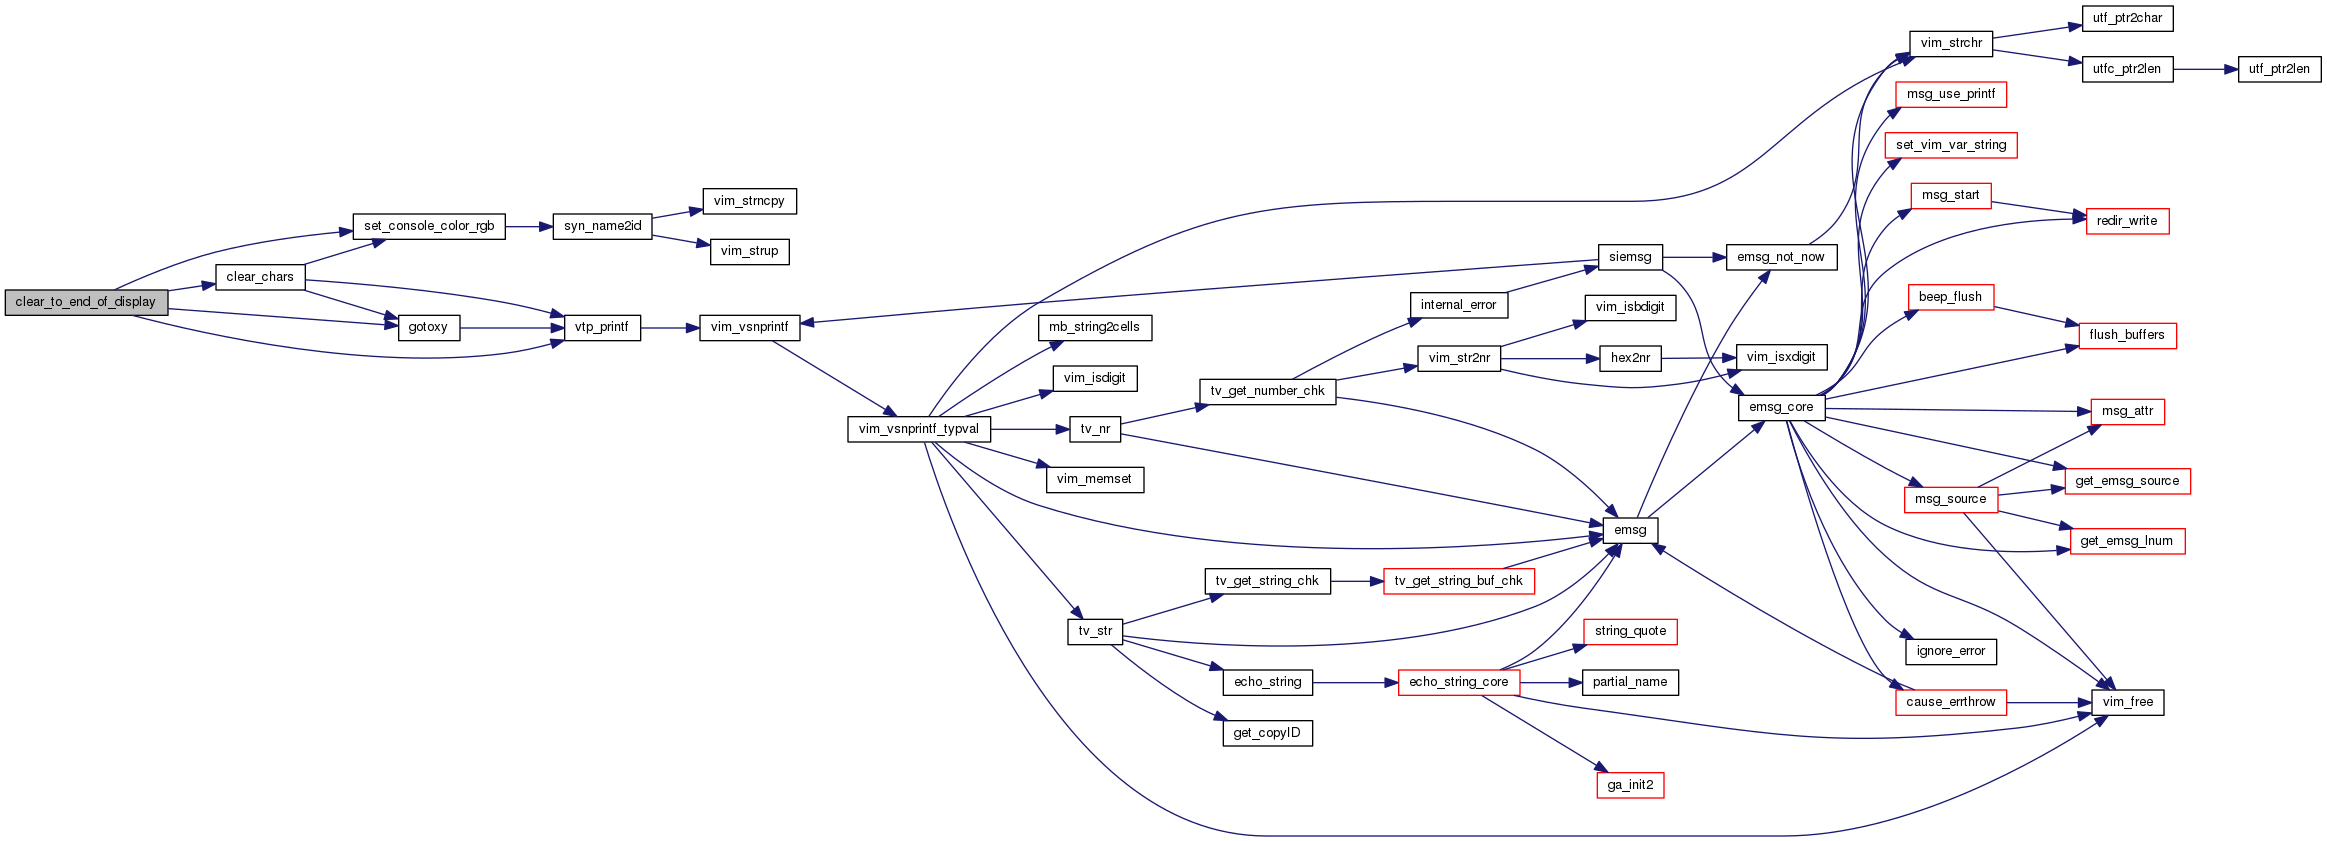 clear_to_end_of_display
set_console_color_rgb
clear_chars
gotoxy
syn_name2id
vtp_printf
vim_strncpy
vim_strup
vim_vsnprintf
vim_vsnprintf_typval
mb_string2cells
vim_isdigit
tv_nr
vim_memset
tv_str
tv_get_number_chk
tv_get_string_chk
echo_string
get_copyID
internal_error
vim_str2nr
tv_get_string_buf_chk
echo_string_core
siemsg
vim_isbdigit
hex2nr
emsg
string_quote
partial_name
ga_init2
emsg_not_now
vim_isxdigit
emsg_core
vim_strchr
msg_use_printf
set_vim_var_string
msg_start
beep_flush
msg_source
ignore_error
cause_errthrow
utf_ptr2char
utfc_ptr2len
redir_write
flush_buffers
msg_attr
get_emsg_source
get_emsg_lnum
vim_free
utf_ptr2len